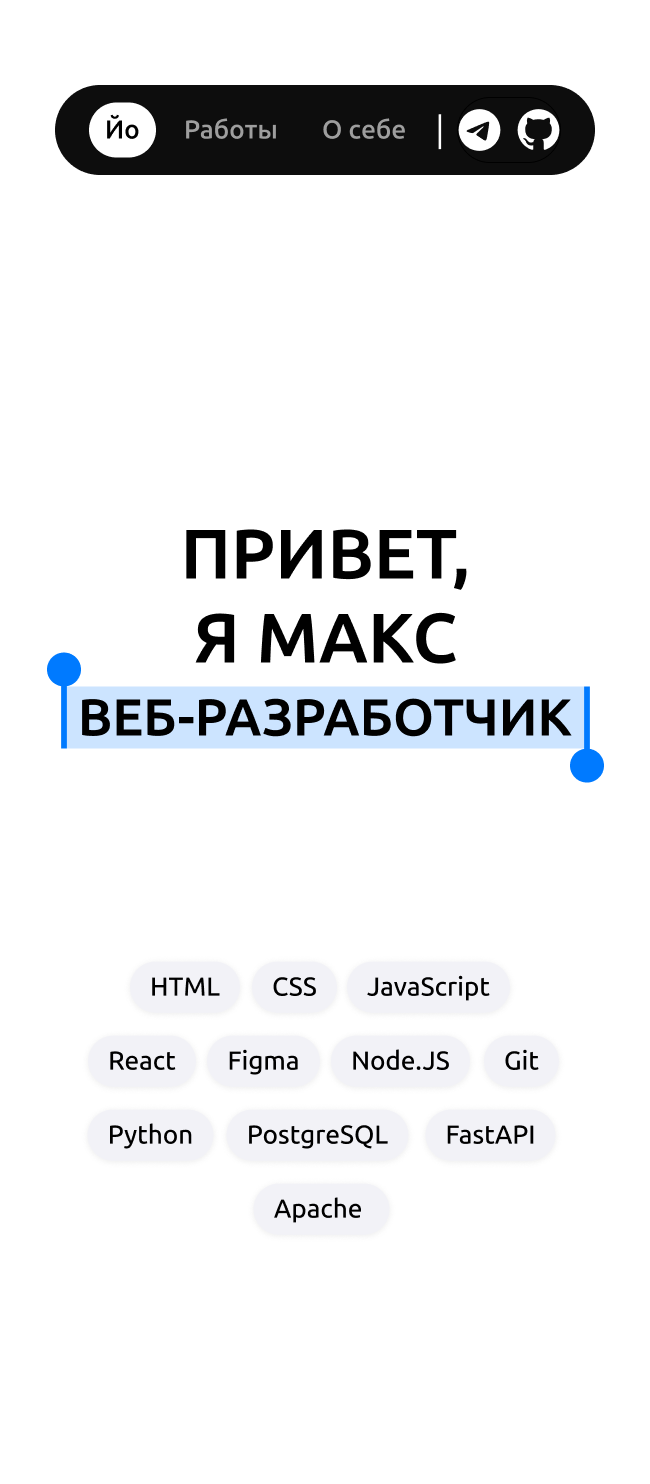 Йо Работы О себе |
ПРИВЕТ,
Я МАКС
ВЕБ-РАЗРАБОТЧИК
HTML CSS JavaScript
React Figma Node.JS Git
Python PostgreSQL FastAPI
Apache